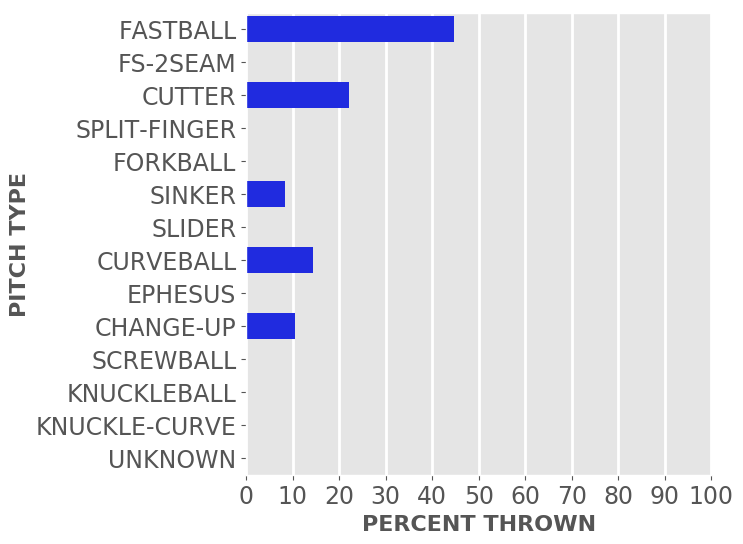 FASTBALL
FS-2SEAM
CUTTER
SPLIT-FINGER
FORKBALL
SINKER
SLIDER
CURVEBALL
EPHESUS
CHANGE-UP
SCREWBALL
KNUCKLEBALL
KNUCKLE-CURVE
UNKNOWN
PITCH TYPE
0 10 20 30 40 50 60 70 80 90 100
PERCENT THROWN